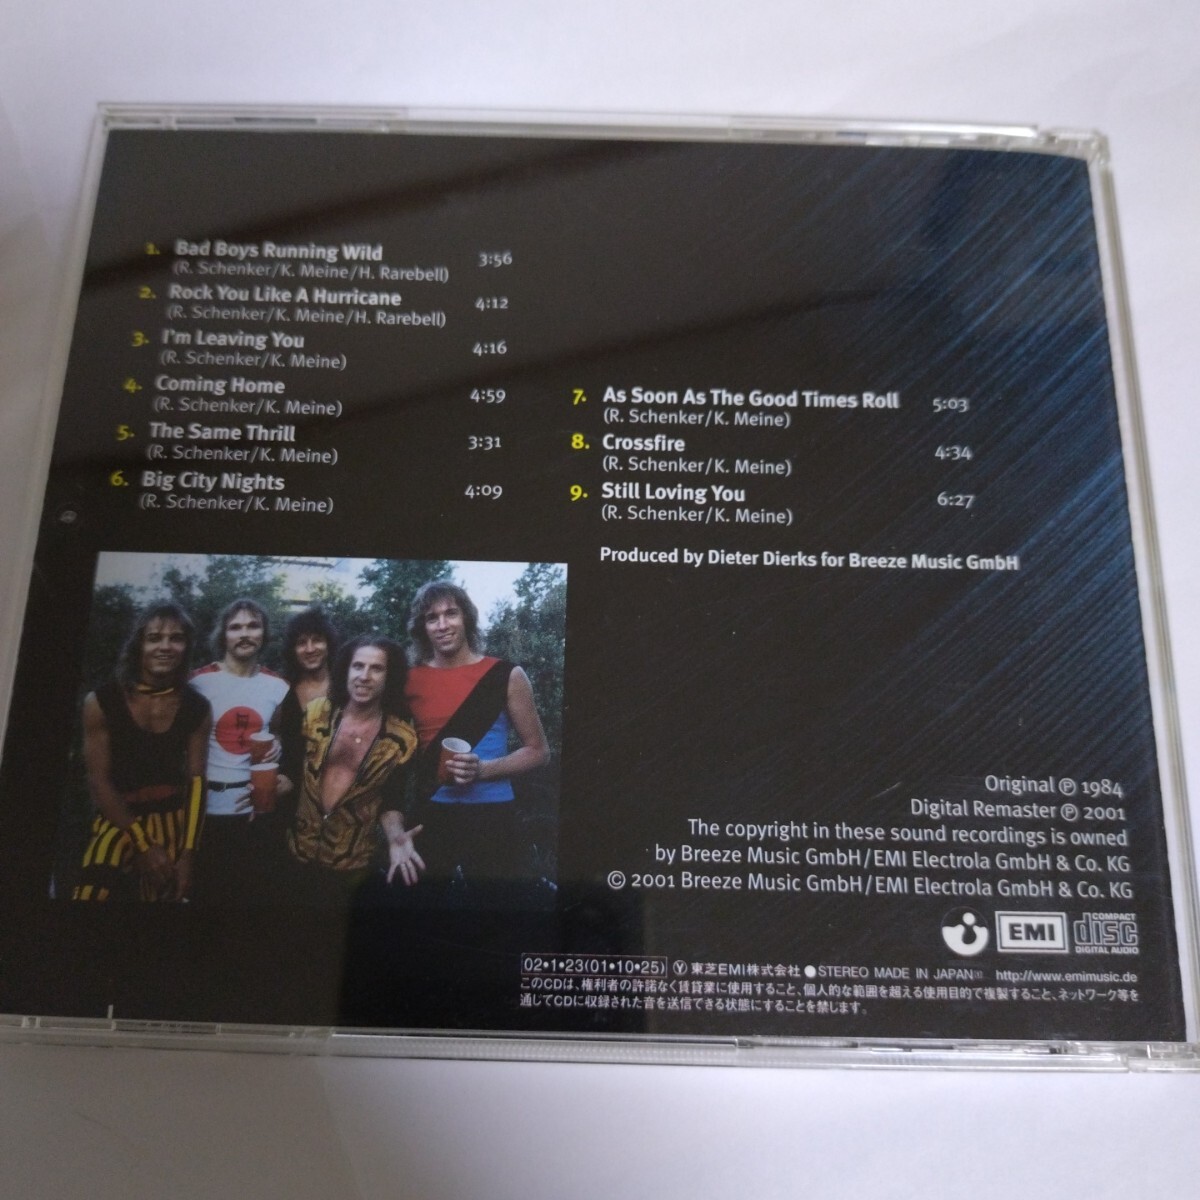 1. Bad Boys Running Wild 3:56
(R. Schenker/K. Meine/H. Rarebell)
2. Rock You Like A Hurricane 4:12
(R. Schenker/K. Meine/H. Rarebell)
3. I'm Leaving You 4:16
(R. Schenker/K. Meine)
4. Coming Home 4:59
(R. Schenker/K. Meine)
5. The Same Thrill 3:31
(R. Schenker/K. Meine)
6. Big City Nights 4:09
(R. Schenker/K. Meine)
7. As Soon As The Good Times Roll 5:03
(R. Schenker/K. Meine)
8. Crossfire 4:34
(R. Schenker/K. Meine)
9. Still Loving You 6:27
(R. Schenker/K. Meine)
Produced by Dieter Dierks for Breeze Music GmbH
Original ℗ 1984
Digital Remaster ℗ 2001
The copyright in these sound recordings is owned
by Breeze Music GmbH/EMI Electrola GmbH & Co. KG
© 2001 Breeze Music GmbH/EMI Electrola GmbH & Co. KG
EMI
COMPACT
disc
DIGITAL AUDIO
02•1•23(01•10•25) Ⓨ東芝EMI株式会社 ●STEREO MADE IN JAPAN http://www.emimusic.de
このCDは、権利者の許諾なく賃貸業に使用すること、個人的な範囲を超える使用目的で複製すること、ネットワーク等を
通じてCDに収録された音を送信できる状態にすることを禁じます。